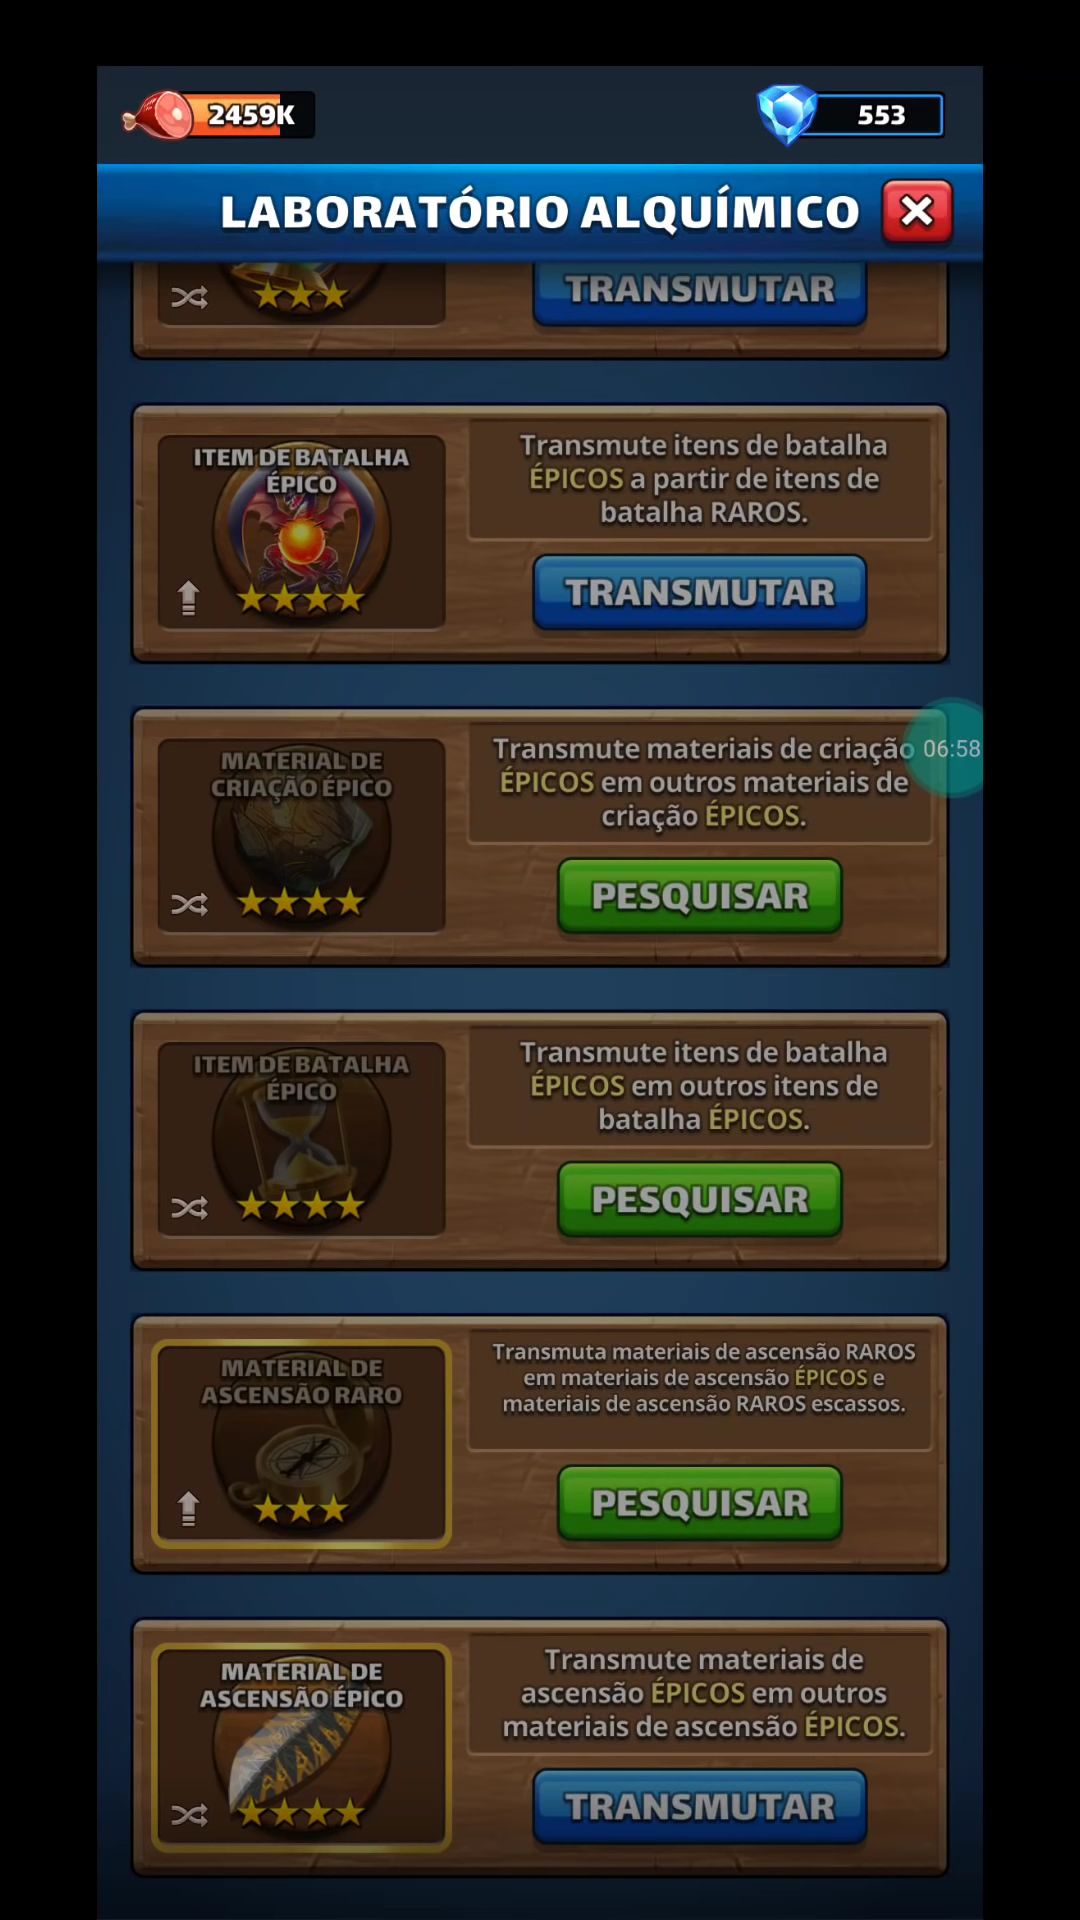 2459K
553
LABORATÓRIO ALQUÍMICO
TRANSMUTAR
ITEM DE BATALHA
ÉPICO
Transmute itens de batalha
ÉPICOS a partir de itens de
batalha RAROS.
TRANSMUTAR
MATERIAL DE
CRIAÇÃO ÉPICO
Transmute materiais de criação
ÉPICOS em outros materiais de
criação ÉPICOS.
06:58
PESQUISAR
ITEM DE BATALHA
ÉPICO
Transmute itens de batalha
ÉPICOS em outros itens de
batalha ÉPICOS.
PESQUISAR
MATERIAL DE
ASCENSÃO RARO
Transmuta materiais de ascensão RAROS
em materiais de ascensão ÉPICOS e
materiais de ascensão RAROS escassos.
PESQUISAR
MATERIAL DE
ASCENSÃO ÉPICO
Transmute materiais de
ascensão ÉPICOS em outros
materiais de ascensão ÉPICOS.
TRANSMUTAR